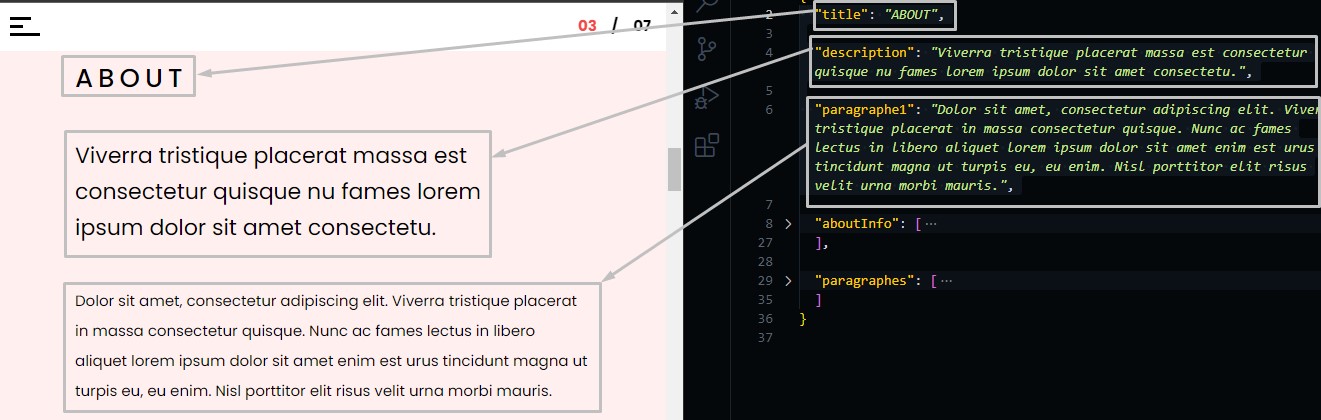 03 / 07
ABOUT
Viverra tristique placerat massa est
consectetur quisque nu fames lorem
ipsum dolor sit amet consectetu.
Dolor sit amet, consectetur adipiscing elit. Viverra tristique placerat
in massa consectetur quisque. Nunc ac fames lectus in libero
aliquet lorem ipsum dolor sit amet enim est urus tincidunt magna ut
turpis eu, eu enim. Nisl porttitor elit risus velit urna morbi mauris.
{
2 "title": "ABOUT",
3
4 "description": "Viverra tristique placerat massa est consectetur
quisque nu fames lorem ipsum dolor sit amet consectetu.",
5
6 "paragraphe1": "Dolor sit amet, consectetur adipiscing elit. Viver
tristique placerat in massa consectetur quisque. Nunc ac fames
lectus in libero aliquet lorem ipsum dolor sit amet enim est urus
tincidunt magna ut turpis eu, eu enim. Nisl porttitor elit risus
velit urna morbi mauris.",
7
8 "aboutInfo": [ ···
27 ],
28
29 "paragraphes": [ ···
35 ]
36 }
37